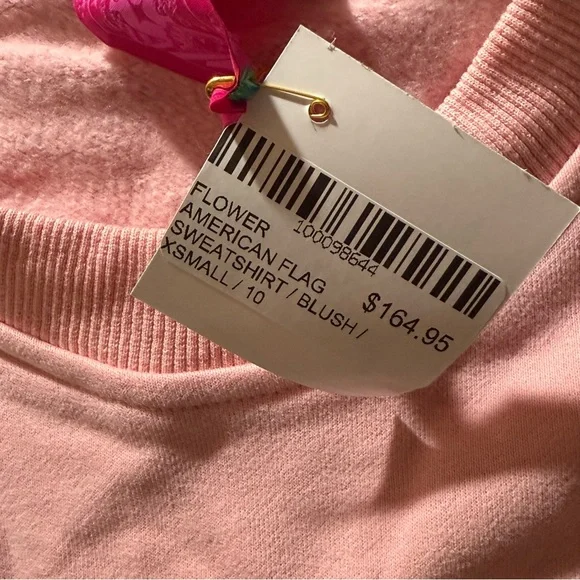 100098644
FLOWER
AMERICAN FLAG
SWEATSHIRT / BLUSH /
XSMALL / 10
$164.95